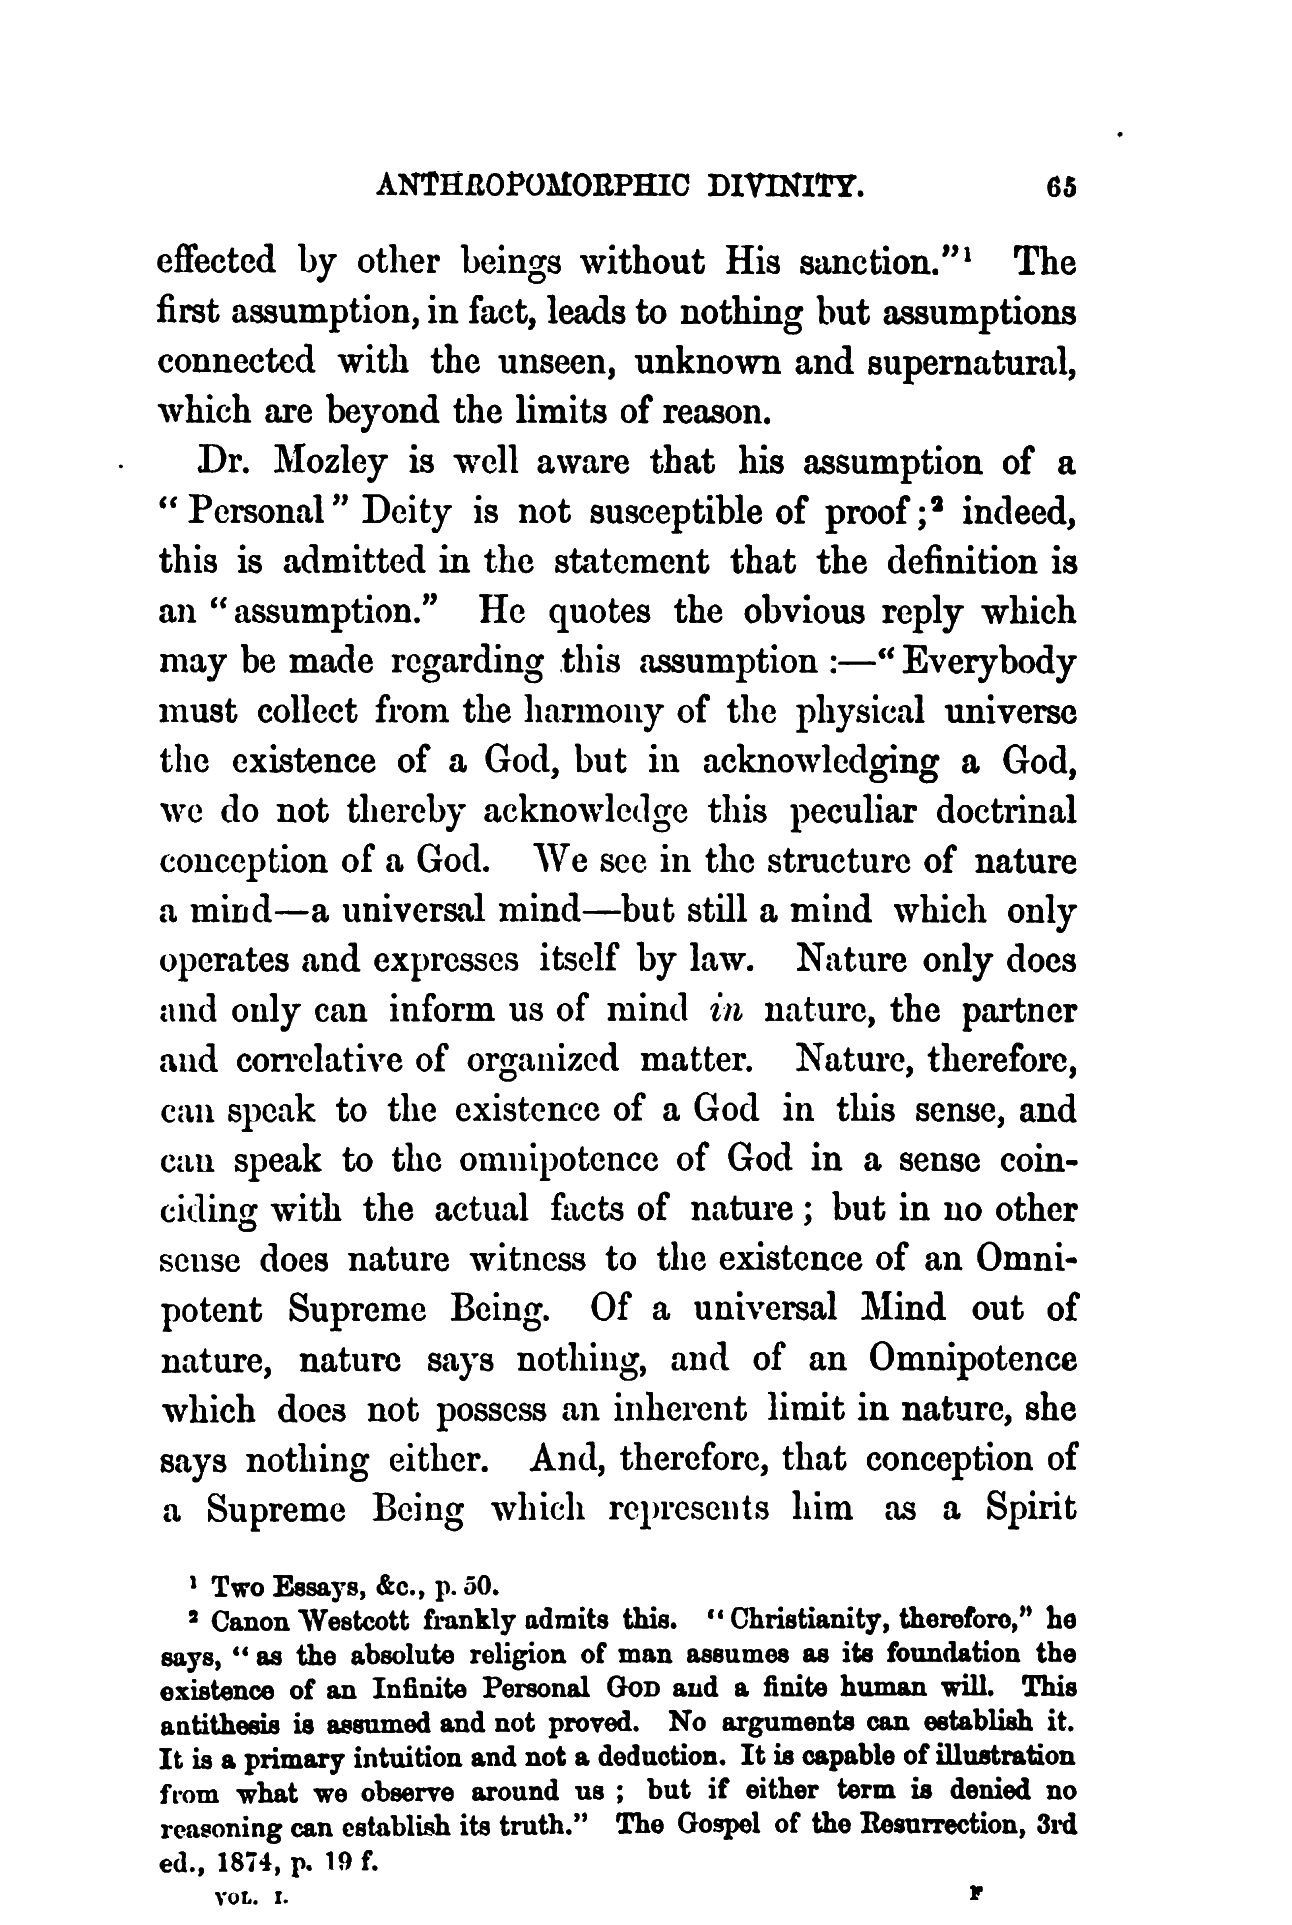 ANTHROPOMORPHIC DIVINITY. 65
effected by other beings without His sanction."¹ The
first assumption, in fact, leads to nothing but assumptions
connected with the unseen, unknown and supernatural,
which are beyond the limits of reason.
Dr. Mozley is well aware that his assumption of a
"Personal" Deity is not susceptible of proof;² indeed,
this is admitted in the statement that the definition is
an "assumption." He quotes the obvious reply which
may be made regarding this assumption :—"Everybody
must collect from the harmony of the physical universe
the existence of a God, but in acknowledging a God,
we do not thereby acknowledge this peculiar doctrinal
conception of a God. We see in the structure of nature
a mind—a universal mind—but still a mind which only
operates and expresses itself by law. Nature only does
and only can inform us of mind in nature, the partner
and correlative of organized matter. Nature, therefore,
can speak to the existence of a God in this sense, and
can speak to the omnipotence of God in a sense coin-
ciding with the actual facts of nature ; but in no other
sense does nature witness to the existence of an Omni-
potent Supreme Being. Of a universal Mind out of
nature, nature says nothing, and of an Omnipotence
which does not possess an inherent limit in nature, she
says nothing either. And, therefore, that conception of
a Supreme Being which represents him as a Spirit
¹ Two Essays, &c., p. 50.
² Canon Westcott frankly admits this. "Christianity, therefore," he
says, "as the absolute religion of man assumes as its foundation the
existence of an Infinite Personal GOD and a finite human will. This
antithesis is assumed and not proved. No arguments can establish it.
It is a primary intuition and not a deduction. It is capable of illustration
from what we observe around us ; but if either term is denied no
reasoning can establish its truth." The Gospel of the Resurrection, 3rd
ed., 1874, p. 19 f.
VOL. I. F